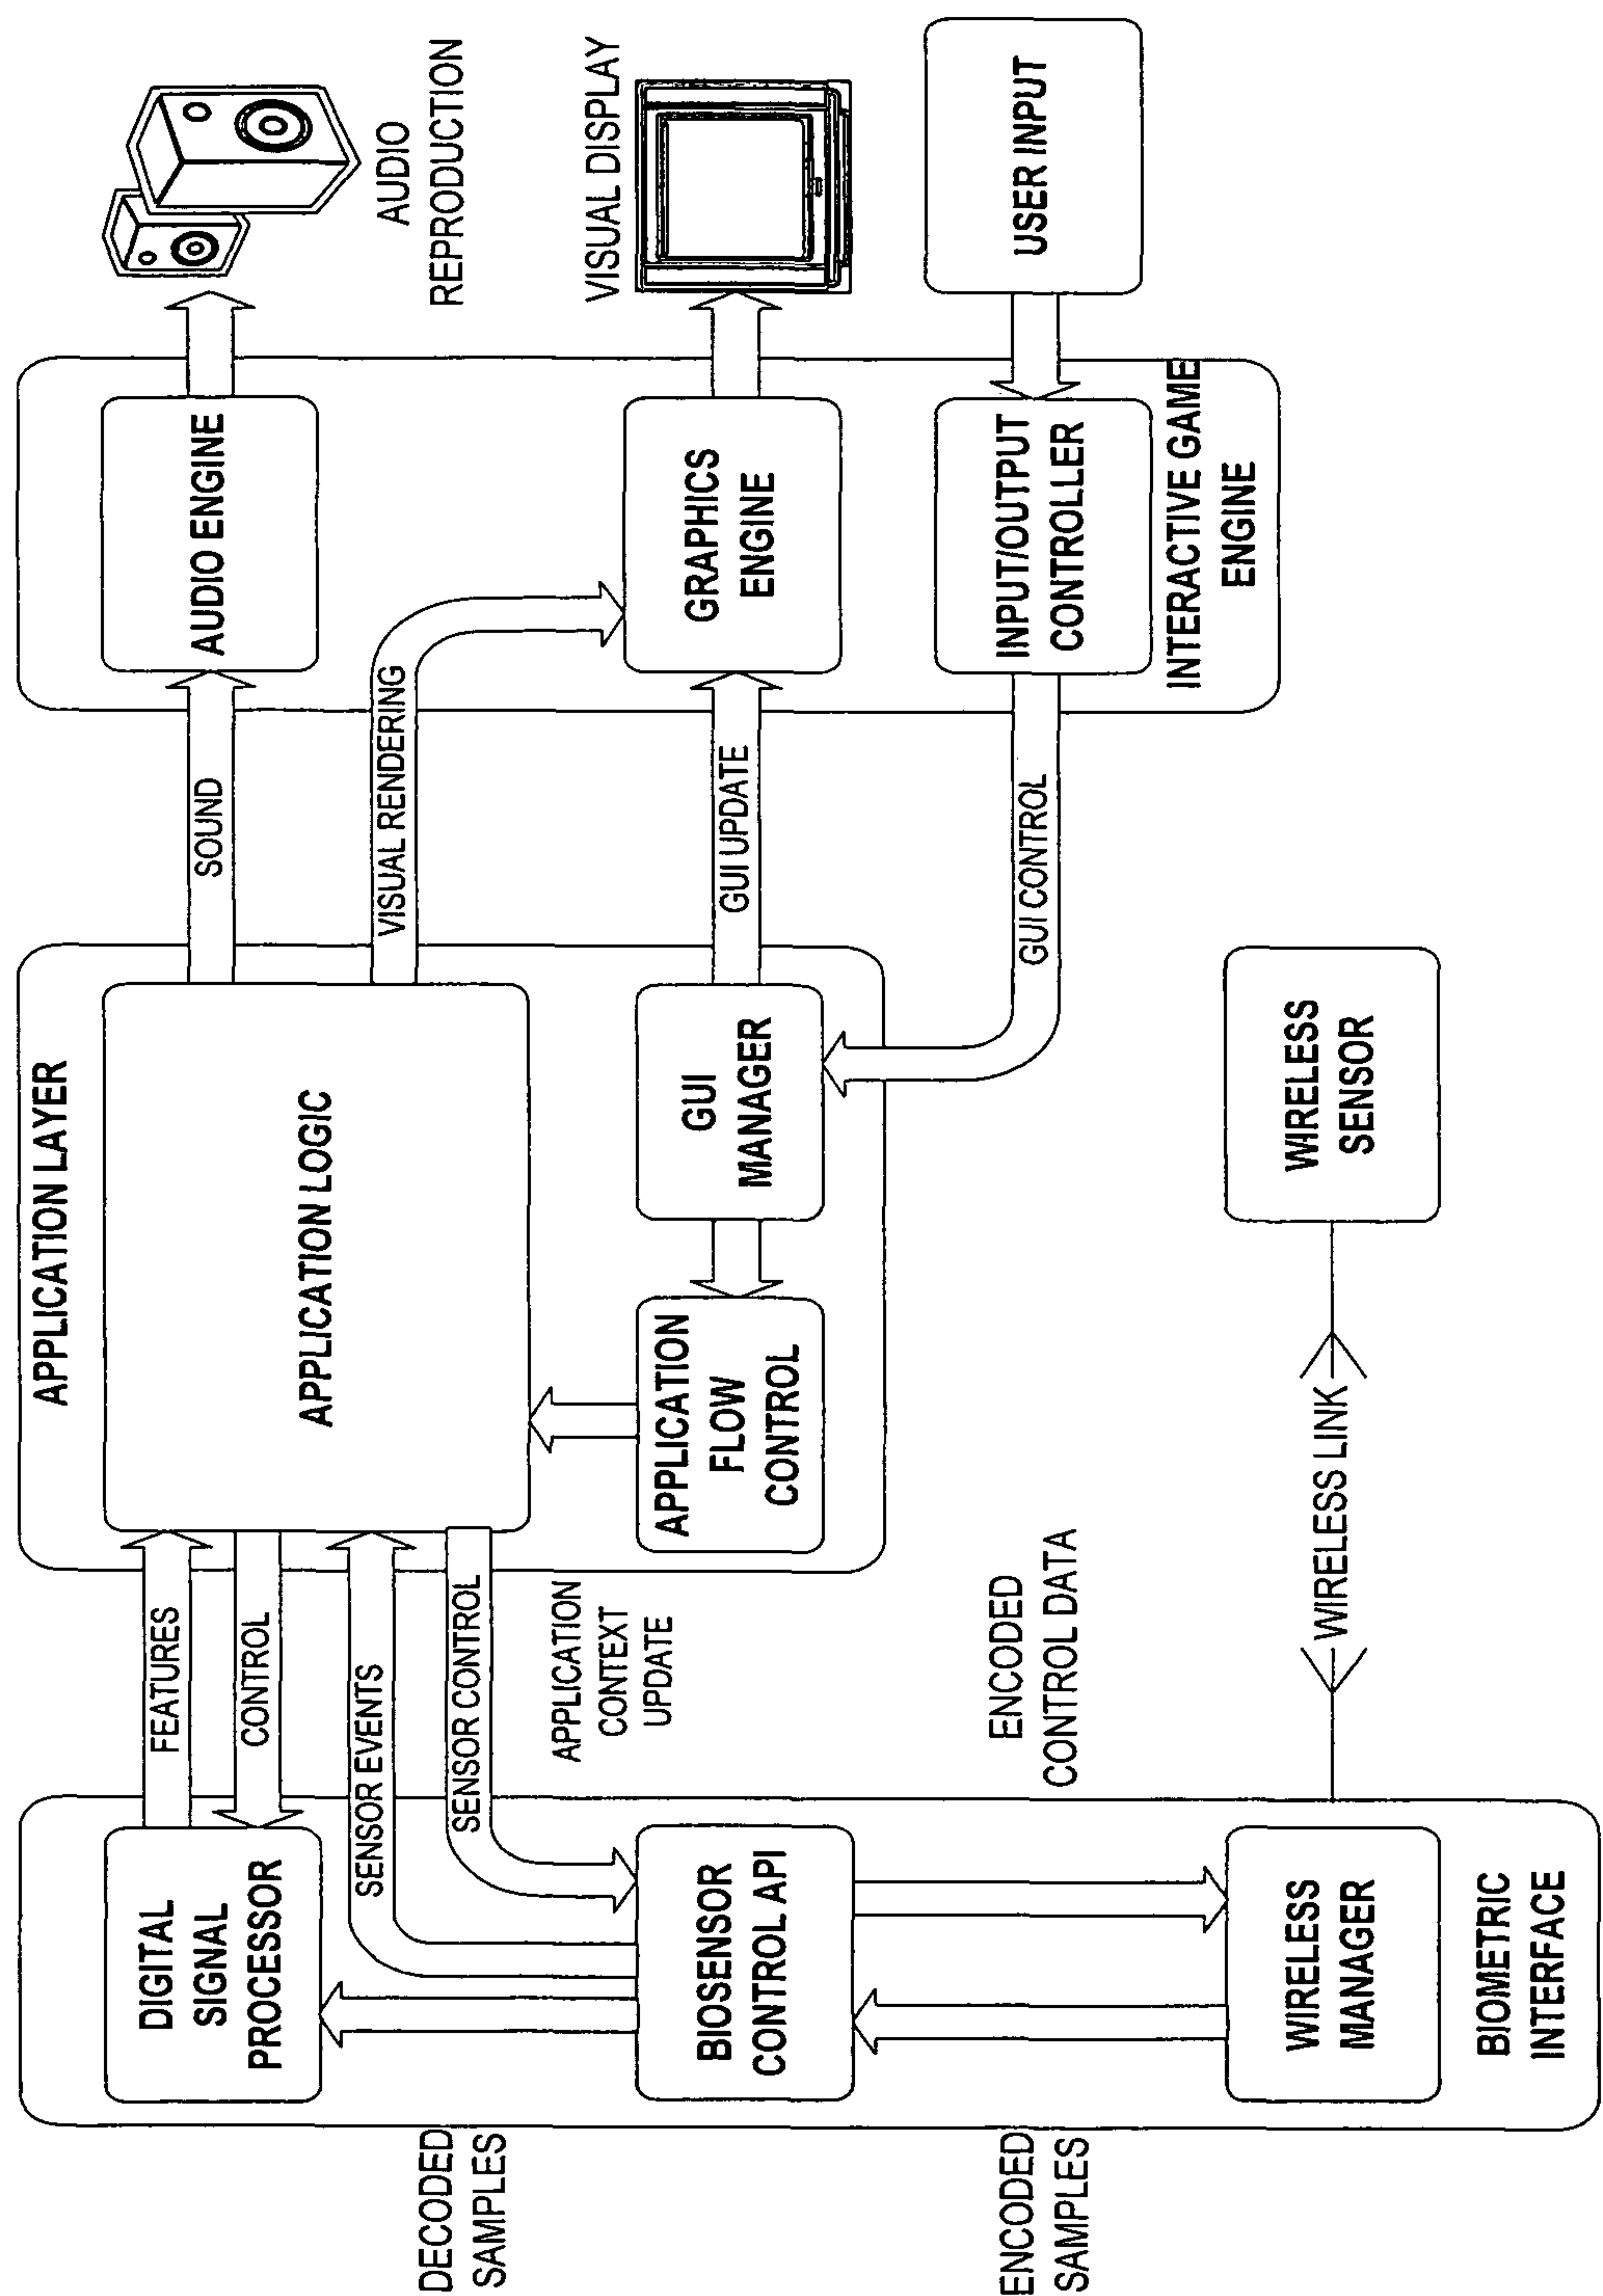 DECODED
SAMPLES
ENCODED
SAMPLES
DIGITAL
SIGNAL
PROCESSOR
BIOSENSOR
CONTROL API
WIRELESS
MANAGER
BIOMETRIC
INTERFACE
FEATURES
CONTROL
SENSOR EVENTS
SENSOR CONTROL
APPLICATION
CONTEXT
UPDATE
ENCODED
CONTROL DATA
WIRELESS LINK
WIRELESS
SENSOR
APPLICATION LAYER
APPLICATION LOGIC
APPLICATION
FLOW
CONTROL
GUI
MANAGER
SOUND
VISUAL RENDERING
GUI UPDATE
GUI CONTROL
AUDIO ENGINE
GRAPHICS
ENGINE
INPUT/OUTPUT
CONTROLLER
INTERACTIVE GAME
ENGINE
AUDIO
REPRODUCTION
VISUAL DISPLAY
USER INPUT